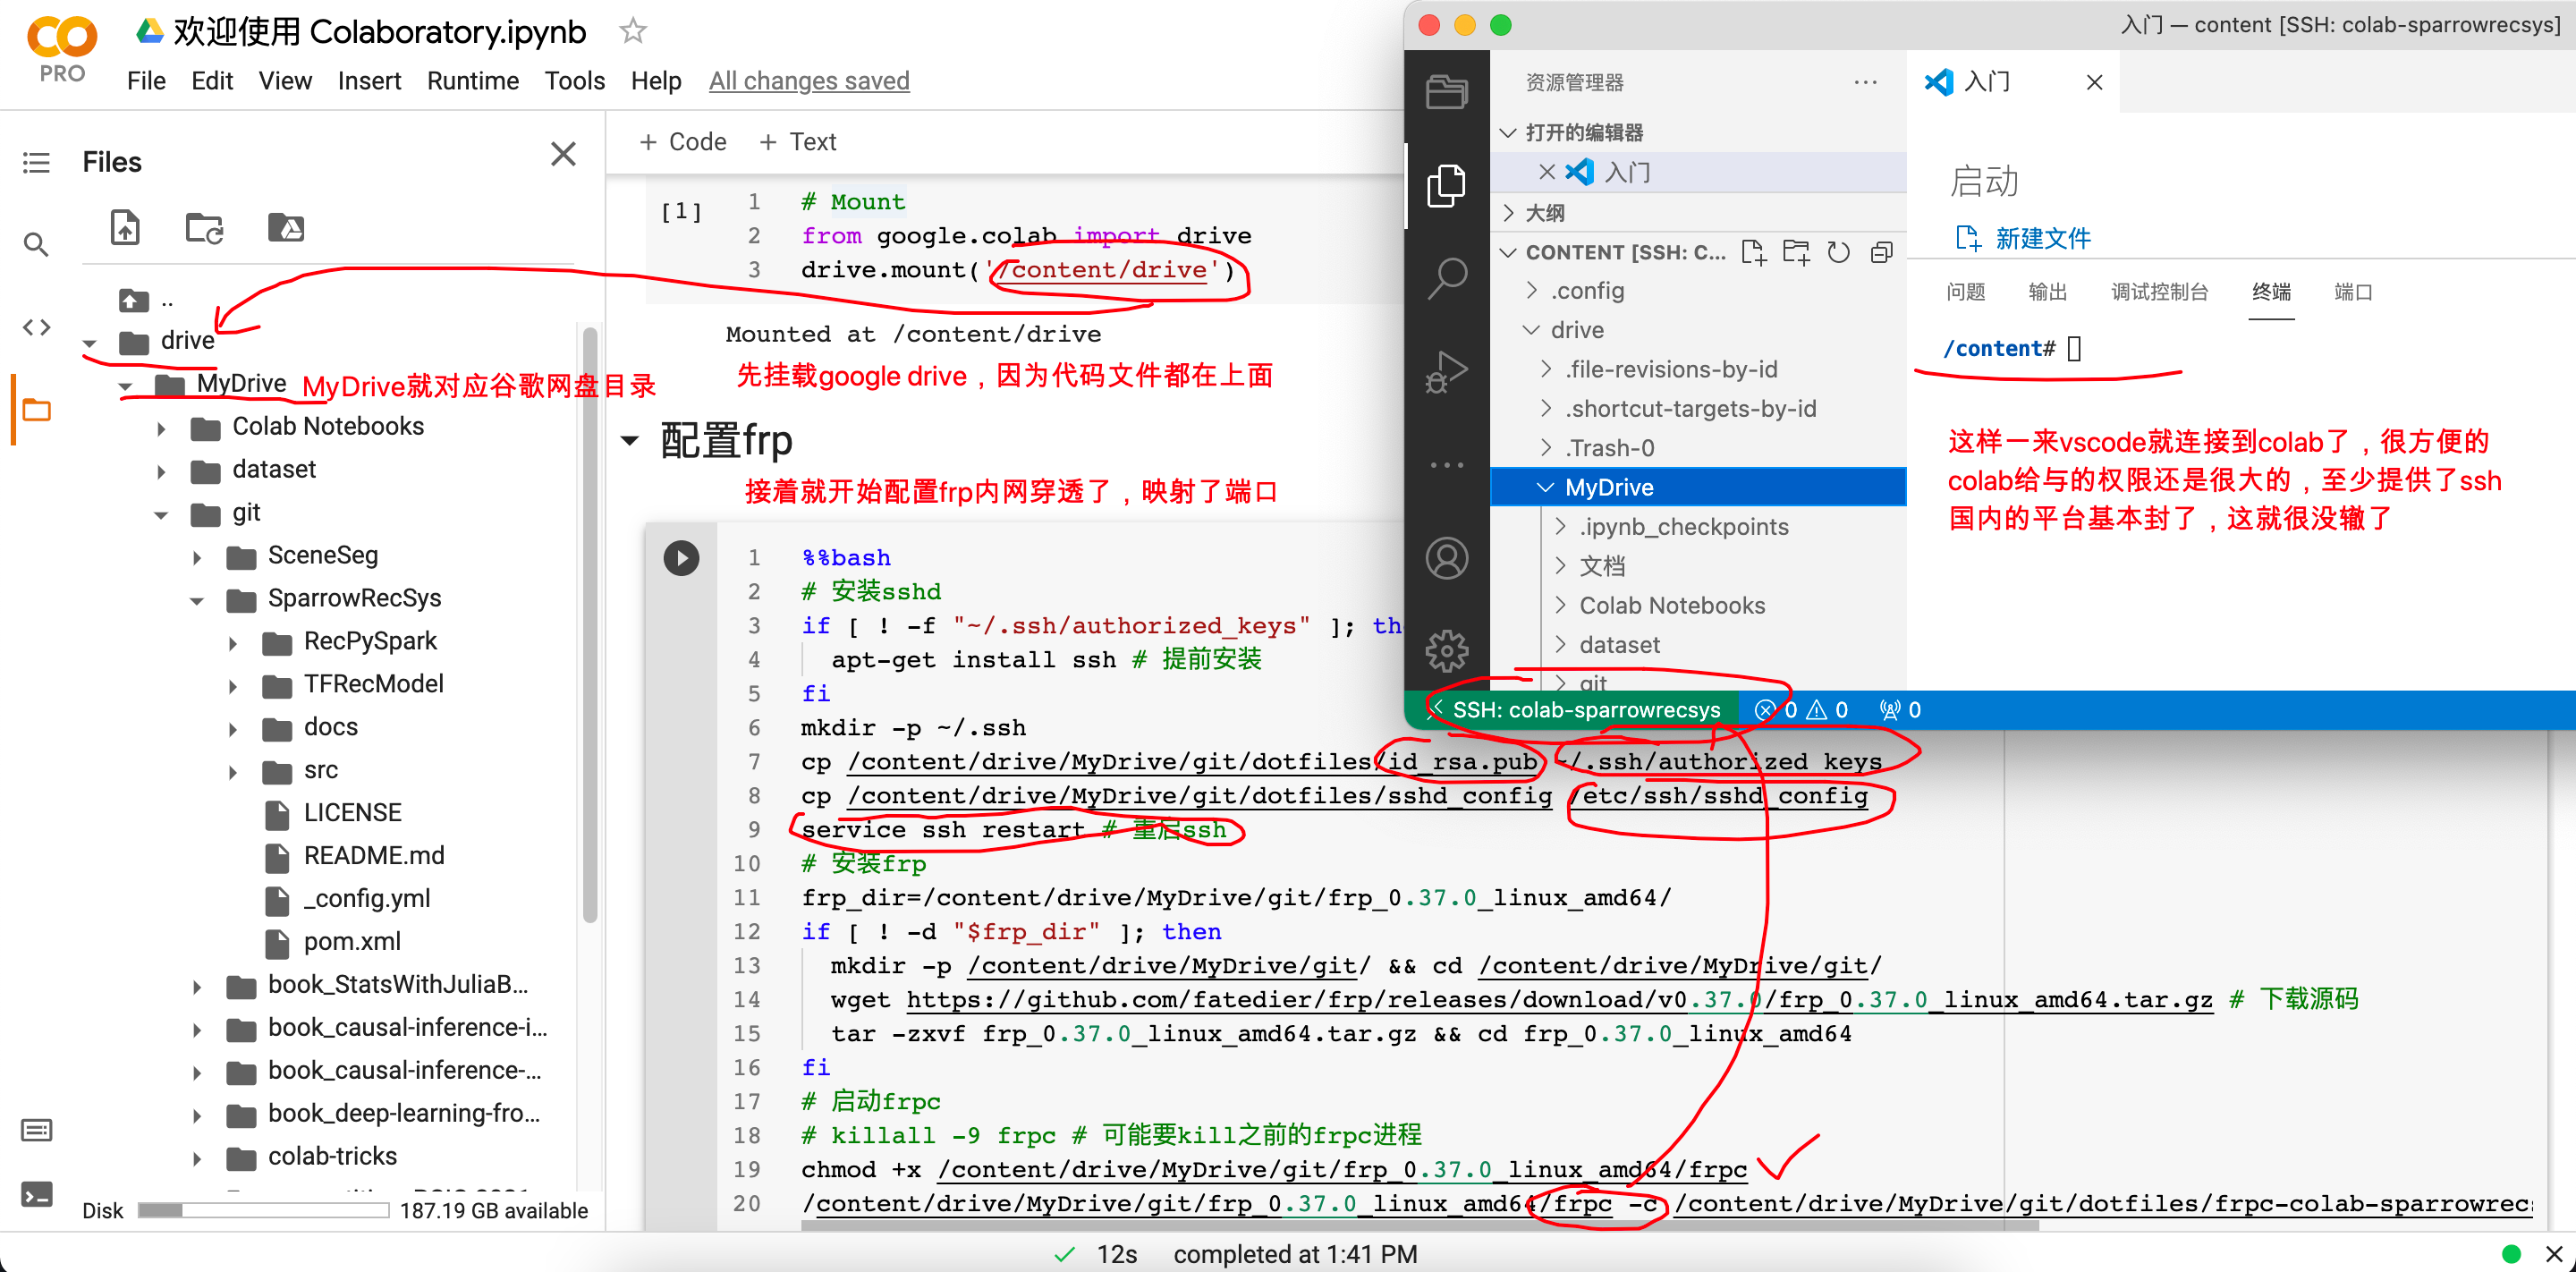 欢迎使用 Colaboratory.ipynb
PRO
File Edit View Insert Runtime Tools Help All changes saved
Files
..
drive
MyDrive MyDrive就对应谷歌网盘目录
Colab Notebooks
dataset
git
SceneSeg
SparrowRecSys
RecPySpark
TFRecModel
docs
src
LICENSE
README.md
_config.yml
pom.xml
book_StatsWithJuliaB...
book_causal-inference-i...
book_causal-inference-...
book_deep-learning-fro...
colab-tricks
Disk 187.19 GB available
+ Code + Text
[1]
1 # Mount
2 from google.colab import drive
3 drive.mount('/content/drive')
Mounted at /content/drive
先挂载google drive，因为代码文件都在上面
配置frp
接着就开始配置frp内网穿透了，映射了端口
1 %%bash
2 # 安装sshd
3 if [ ! -f "~/.ssh/authorized_keys" ]; the
4 apt-get install ssh # 提前安装
5 fi
6 mkdir -p ~/.ssh
7 cp /content/drive/MyDrive/git/dotfiles/id_rsa.pub ~/.ssh/authorized_keys
8 cp /content/drive/MyDrive/git/dotfiles/sshd_config /etc/ssh/sshd_config
9 service ssh restart # 重启ssh
10 # 安装frp
11 frp_dir=/content/drive/MyDrive/git/frp_0.37.0_linux_amd64/
12 if [ ! -d "$frp_dir" ]; then
13 mkdir -p /content/drive/MyDrive/git/ && cd /content/drive/MyDrive/git/
14 wget https://github.com/fatedier/frp/releases/download/v0.37.0/frp_0.37.0_linux_amd64.tar.gz # 下载源码
15 tar -zxvf frp_0.37.0_linux_amd64.tar.gz && cd frp_0.37.0_linux_amd64
16 fi
17 # 启动frpc
18 # killall -9 frpc # 可能要kill之前的frpc进程
19 chmod +x /content/drive/MyDrive/git/frp_0.37.0_linux_amd64/frpc
20 /content/drive/MyDrive/git/frp_0.37.0_linux_amd64/frpc -c /content/drive/MyDrive/git/dotfiles/frpc-colab-sparrowrecs
12s completed at 1:41 PM
入门 — content [SSH: colab-sparrowrecsys]
资源管理器 ...
打开的编辑器
入门
大纲
CONTENT [SSH: C...
.config
drive
.file-revisions-by-id
.shortcut-targets-by-id
.Trash-0
MyDrive
.ipynb_checkpoints
文档
Colab Notebooks
dataset
git
SSH: colab-sparrowrecsys 0 0 0
入门
启动
新建文件
问题 输出 调试控制台 终端 端口
/content#
这样一来vscode就连接到colab了，很方便的
colab给与的权限还是很大的，至少提供了ssh
国内的平台基本封了，这就很没辙了